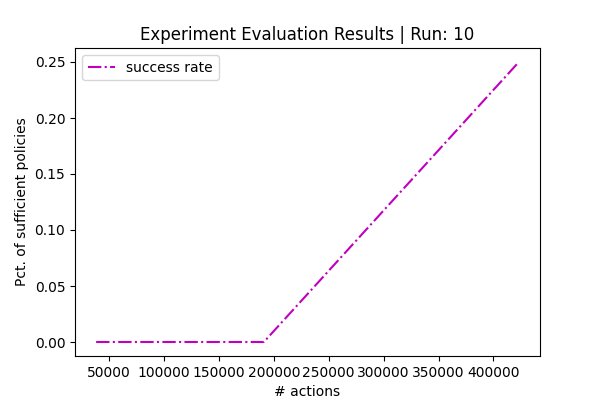 Experiment Evaluation Results | Run: 10
success rate
Pct. of sufficient policies
0.25
0.20
0.15
0.10
0.05
0.00
50000 100000 150000 200000 250000 300000 350000 400000
# actions